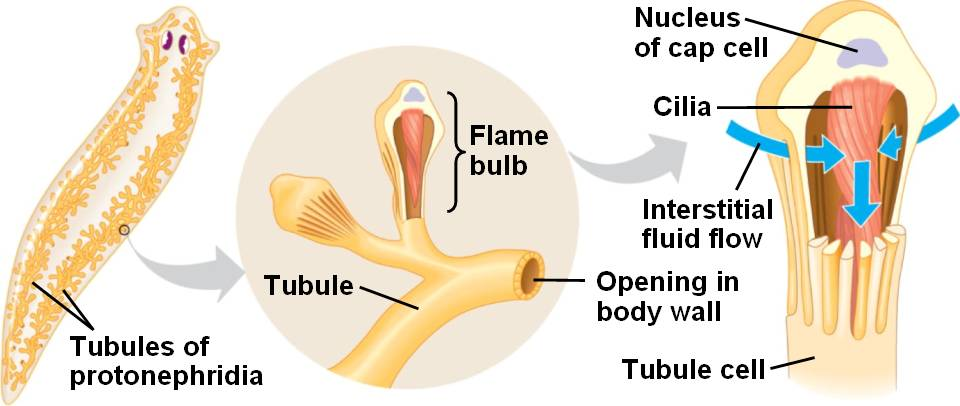 Nucleus
of cap cell
Cilia
Flame
bulb
Interstitial
fluid flow
Tubule
Opening in
body wall
Tubules of
protonephridia
Tubule cell